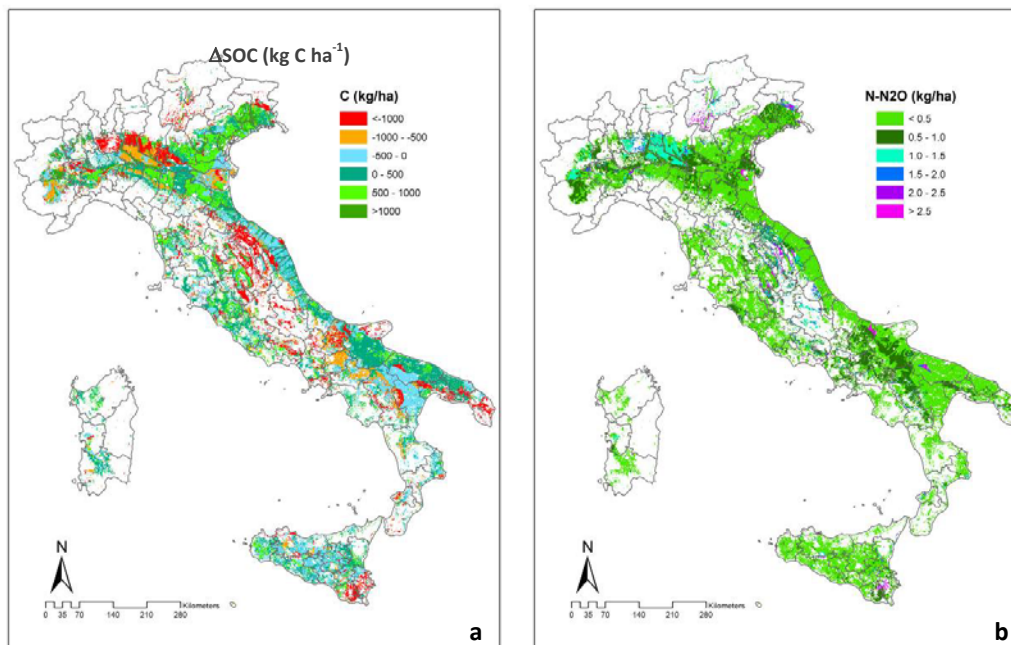 ΔSOC (kg C ha⁻¹)
C (kg/ha)
<-1000
-1000 - -500
-500 - 0
0 - 500
500 - 1000
>1000
N
0 35 70 140 210 280
Kilometers
a
N-N2O (kg/ha)
< 0.5
0.5 - 1.0
1.0 - 1.5
1.5 - 2.0
2.0 - 2.5
> 2.5
N
0 35 70 140 210 280
Kilometers
b